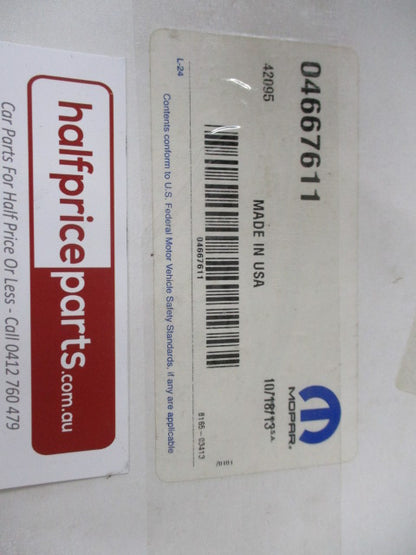 04667611
42095
L-24
MADE IN USA
MOPAR®
10/18/13 S.A.
04667611
8165-03413
Contents conform to U.S. Federal Motor Vehicle Safety Standards, if any are applicable
halfpriceparts.com.au
Car Parts For Half Price Or Less - Call 0412 760 479